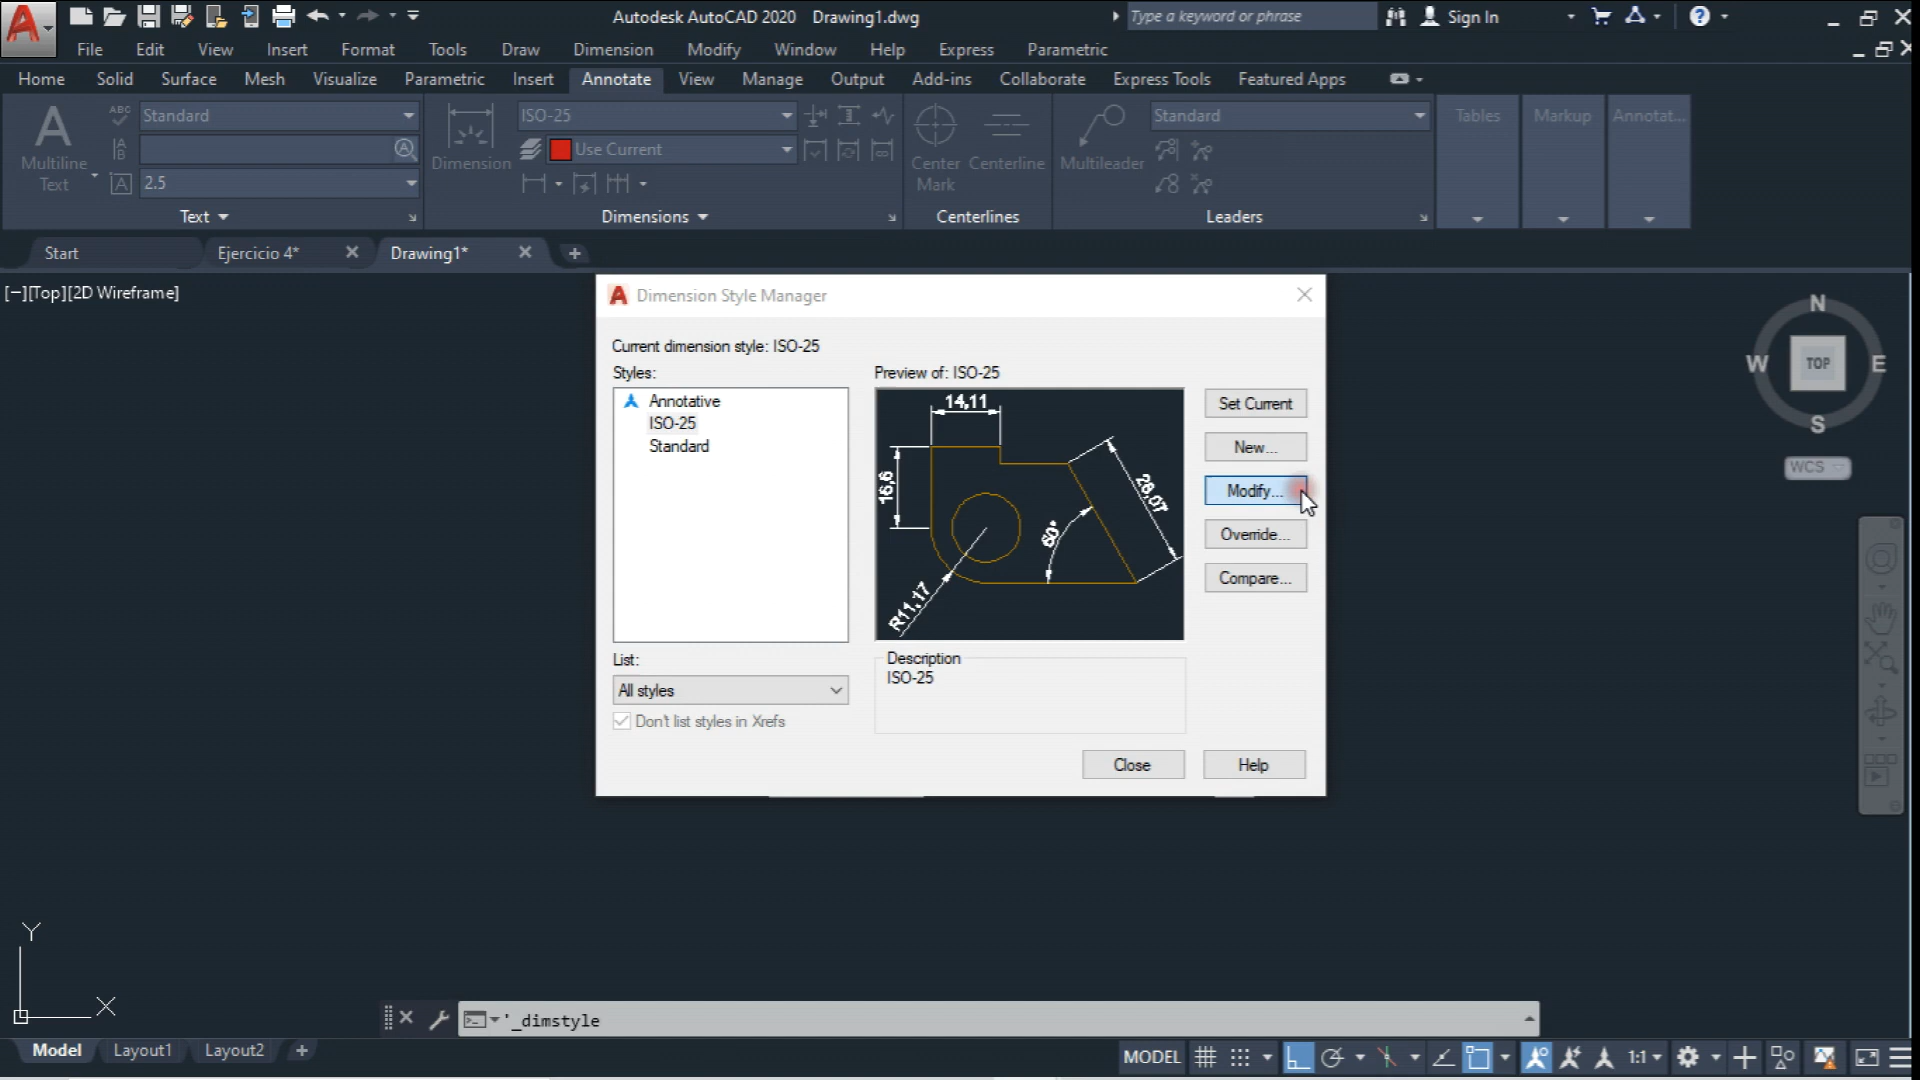 Autodesk AutoCAD 2020 Drawing1.dwg
Type a keyword or phrase
Sign In
File Edit View Insert Format Tools Draw Dimension Modify Window Help Express Parametric
Home Solid Surface Mesh Visualize Parametric Insert Annotate View Manage Output Add-ins Collaborate Express Tools Featured Apps
Multiline
Text
ABC
Standard
2.5
Text
Dimension
ISO-25
Use Current
Dimensions
Center
Mark
Centerline
Centerlines
Multileader
Standard
Leaders
Tables
Markup
Annotat...
Start
Ejercicio 4*
Drawing1*
[−][Top][2D Wireframe]
Dimension Style Manager
Current dimension style: ISO-25
Styles:
Annotative
ISO-25
Standard
Preview of: ISO-25
14,11
16,6
28,07
60°
R11,17
Set Current
New...
Modify...
Override...
Compare...
List:
All styles
Don't list styles in Xrefs
Description
ISO-25
Close
Help
N
W
TOP
E
S
WCS
Y
X
'_dimstyle
Model Layout1 Layout2
MODEL
1:1